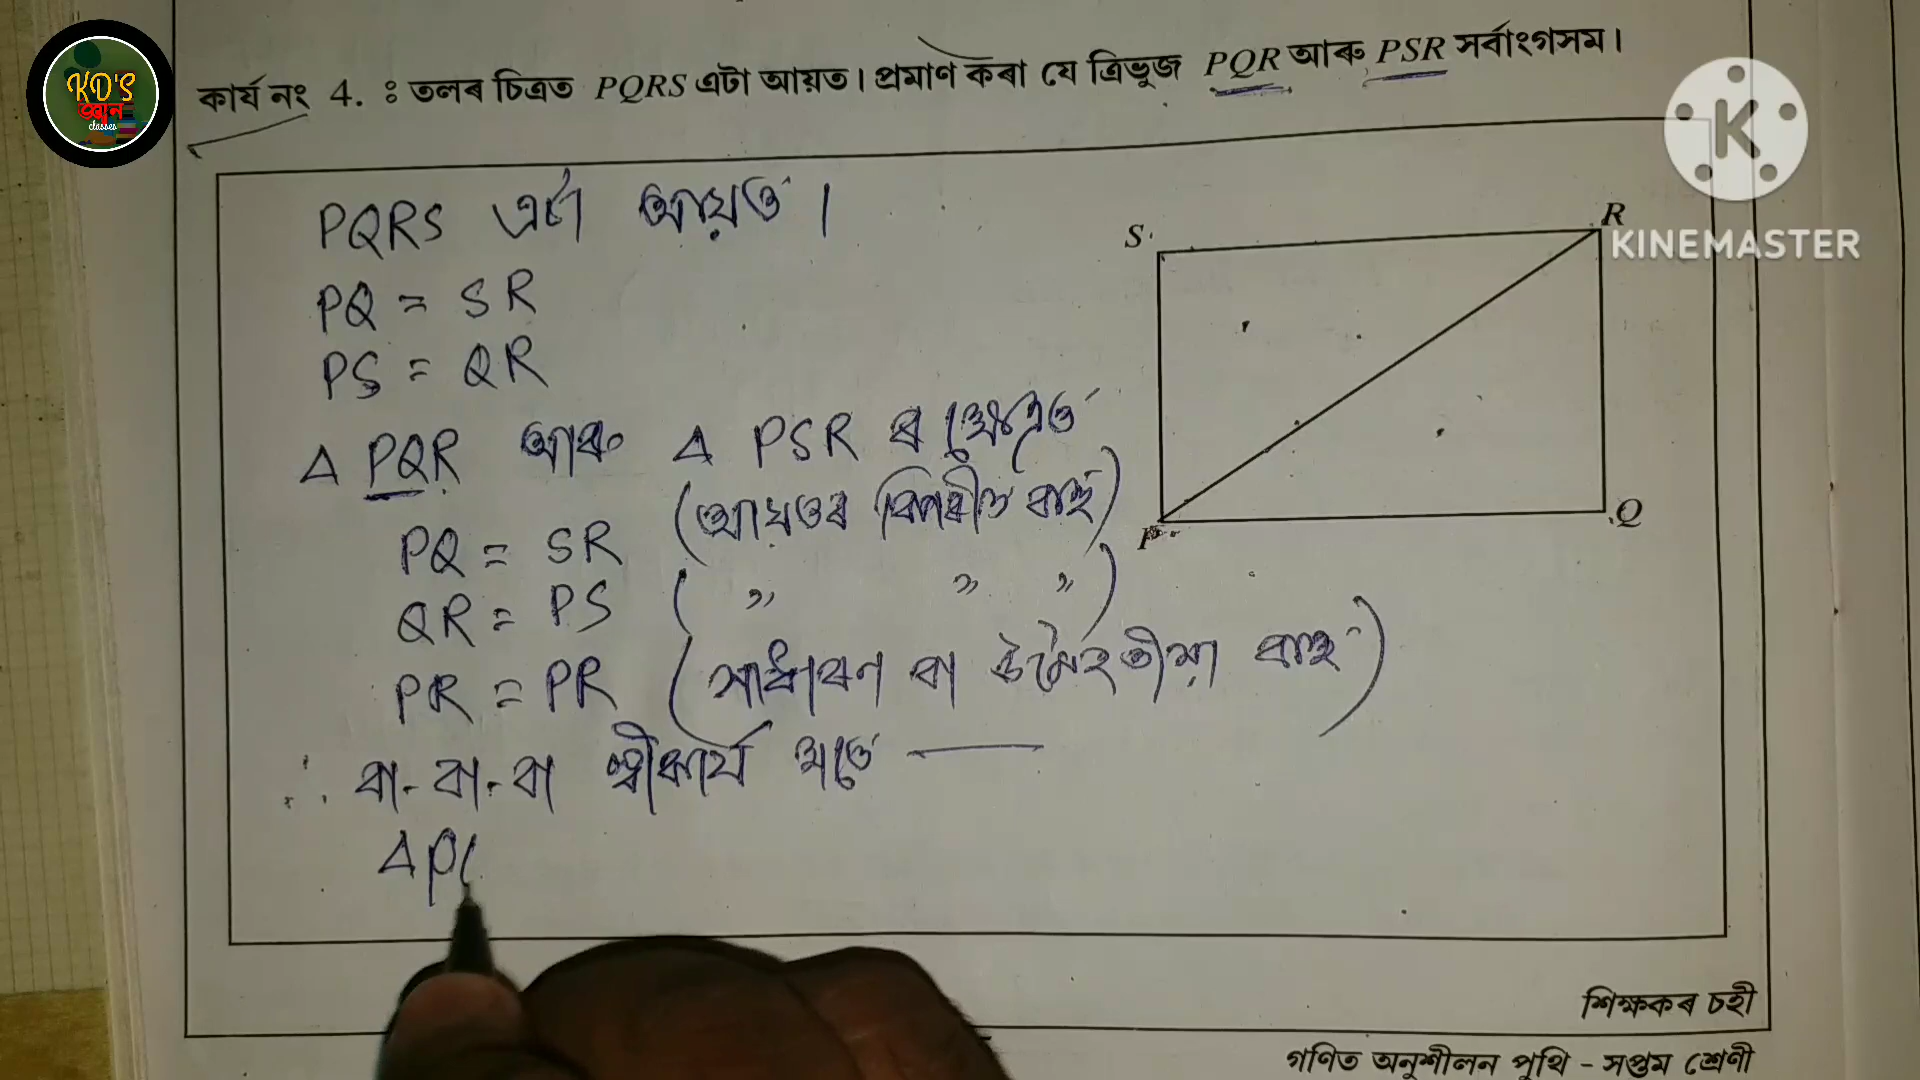 KD'S
জ্ঞান
classes
কাৰ্য নং 4. : তলৰ চিত্ৰত PQRS এটা আয়ত। প্ৰমাণ কৰা যে ত্ৰিভুজ PQR আৰু PSR সৰ্বাংগসম।
K
KINEMASTER
PQRS এটা আয়ত।
PQ = SR
PS = QR
Δ PQR আৰু Δ PSR ৰ ক্ষেত্ৰত
PQ = SR (আয়তৰ বিপৰীত বাহু)
QR = PS ( " " " )
PR = PR (সাধাৰণ বা উমৈহতীয়া বাহু)
∴ বা-বা-বা স্বীকাৰ্য মতে —
Δ P
S
R
P
Q
শিক্ষকৰ চহী
গণিত অনুশীলন পুথি - সপ্তম শ্ৰেণী